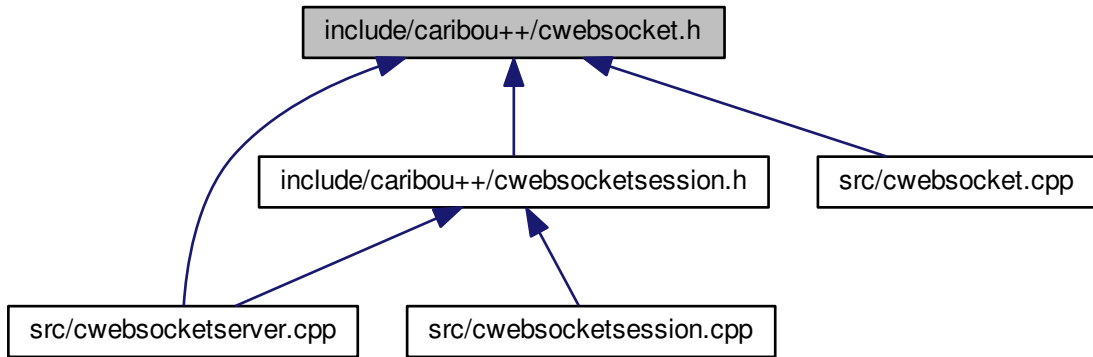 include/caribou++/cwebsocket.h
include/caribou++/cwebsocketsession.h
src/cwebsocket.cpp
src/cwebsocketserver.cpp
src/cwebsocketsession.cpp